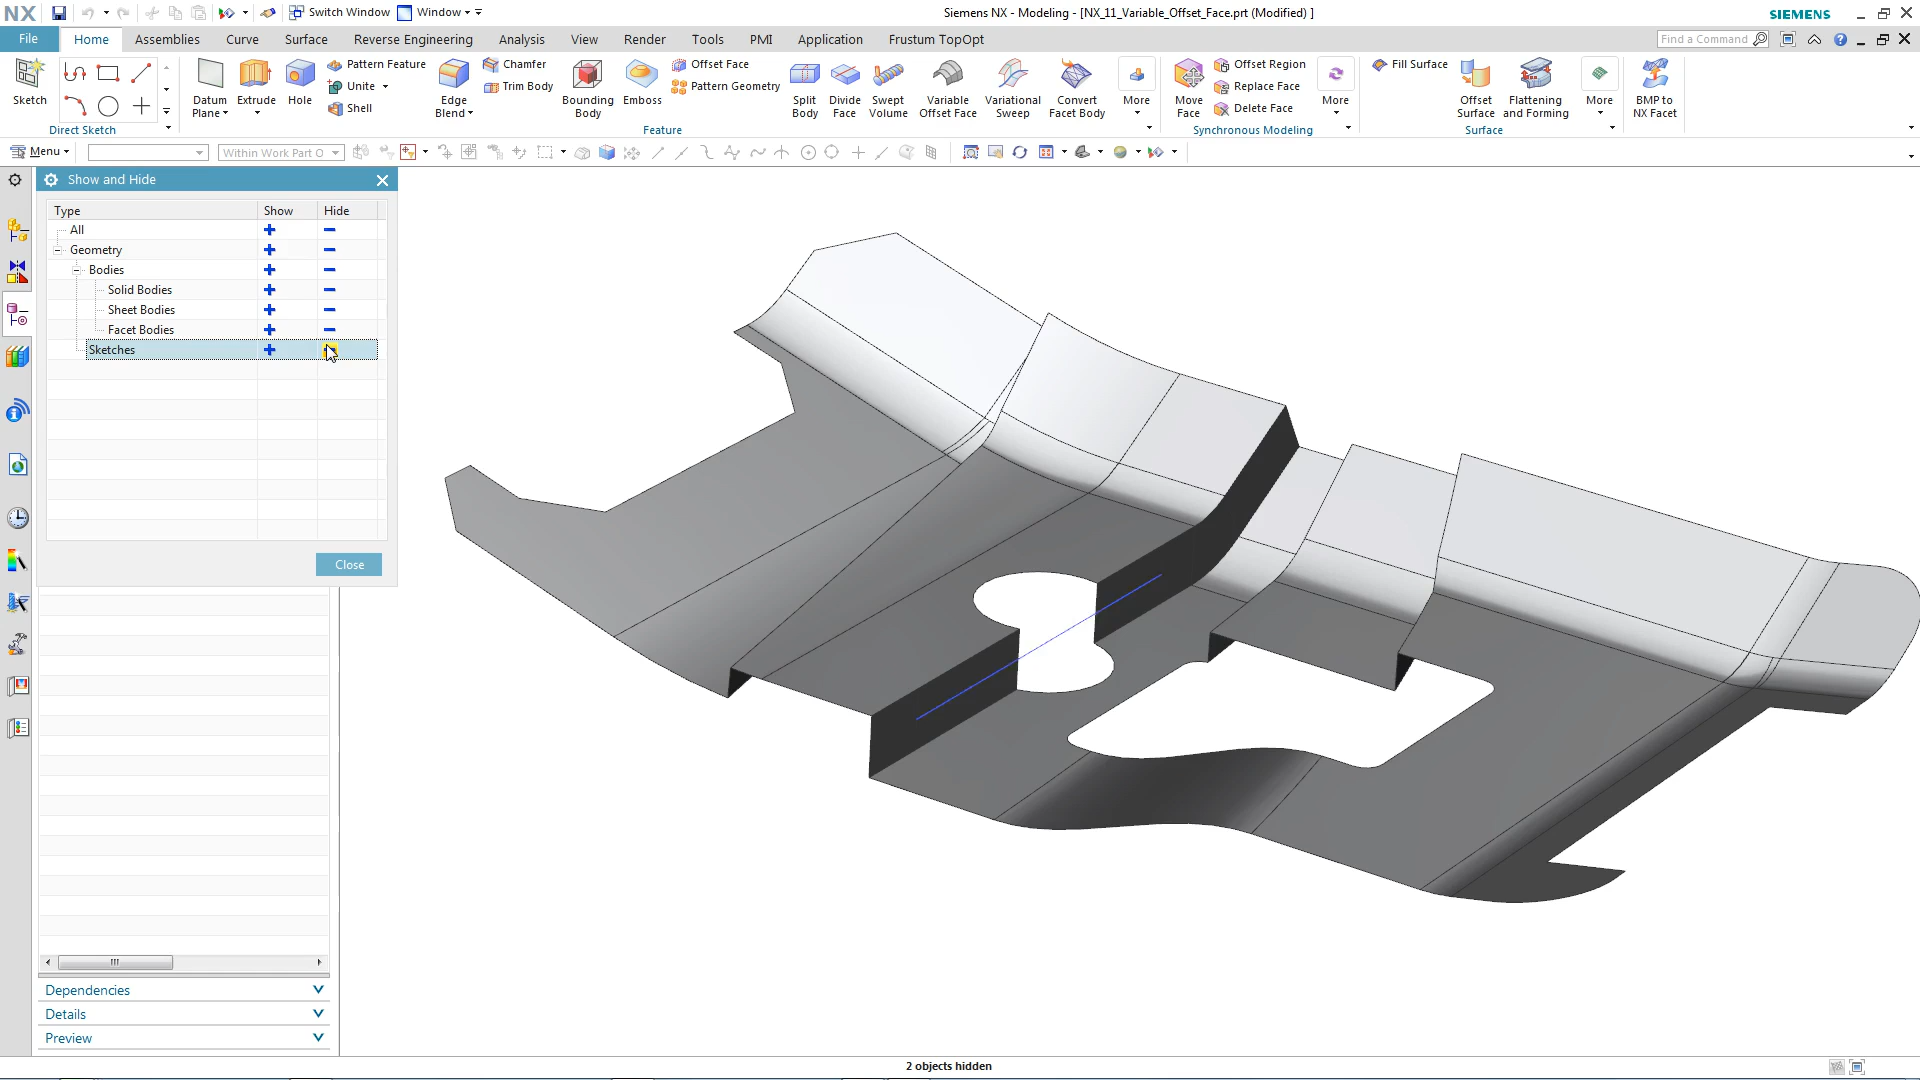 NX
Switch Window
Window
Siemens NX - Modeling - [NX_11_Variable_Offset_Face.prt (Modified) ]
SIEMENS
File
Home
Assemblies
Curve
Surface
Reverse Engineering
Analysis
View
Render
Tools
PMI
Application
Frustum TopOpt
Find a Command
Sketch
Datum Plane
Extrude
Hole
Pattern Feature
Unite
Shell
Edge Blend
Chamfer
Trim Body
Bounding Body
Emboss
Offset Face
Pattern Geometry
Split Body
Divide Face
Swept Volume
Variable Offset Face
Variational Sweep
Convert Facet Body
More
Move Face
Offset Region
Replace Face
Delete Face
More
Fill Surface
Offset Surface
Flattening and Forming
More
BMP to NX Facet
Direct Sketch
Feature
Synchronous Modeling
Surface
Menu
Within Work Part O
Show and Hide
Type Show Hide
All
Geometry
Bodies
Solid Bodies
Sheet Bodies
Facet Bodies
Sketches
Close
Dependencies
Details
Preview
2 objects hidden